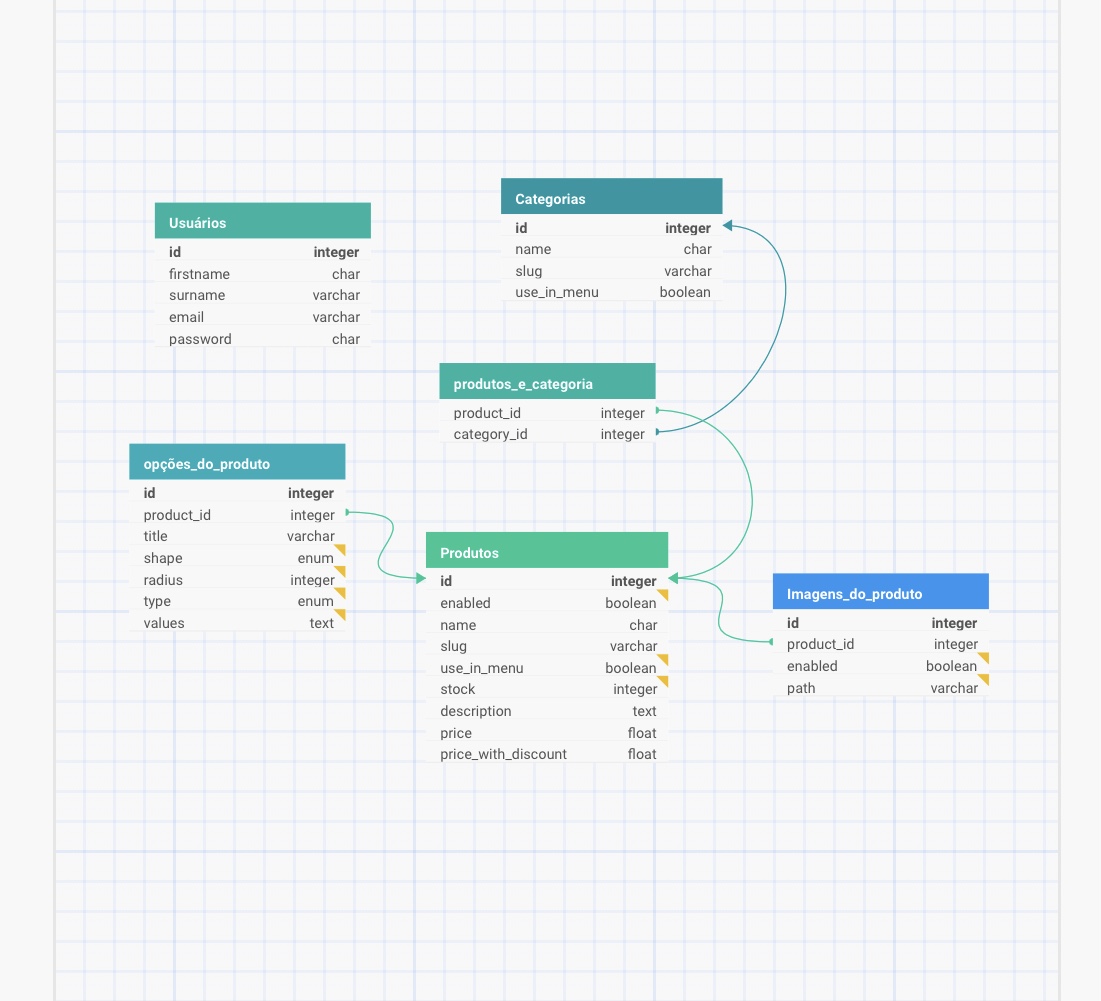 Usuários
id integer
firstname char
surname varchar
email varchar
password char
Categorias
id integer
name char
slug varchar
use_in_menu boolean
produtos_e_categoria
product_id integer
category_id integer
opções_do_produto
id integer
product_id integer
title varchar
shape enum
radius integer
type enum
values text
Produtos
id integer
enabled boolean
name char
slug varchar
use_in_menu boolean
stock integer
description text
price float
price_with_discount float
Imagens_do_produto
id integer
product_id integer
enabled boolean
path varchar